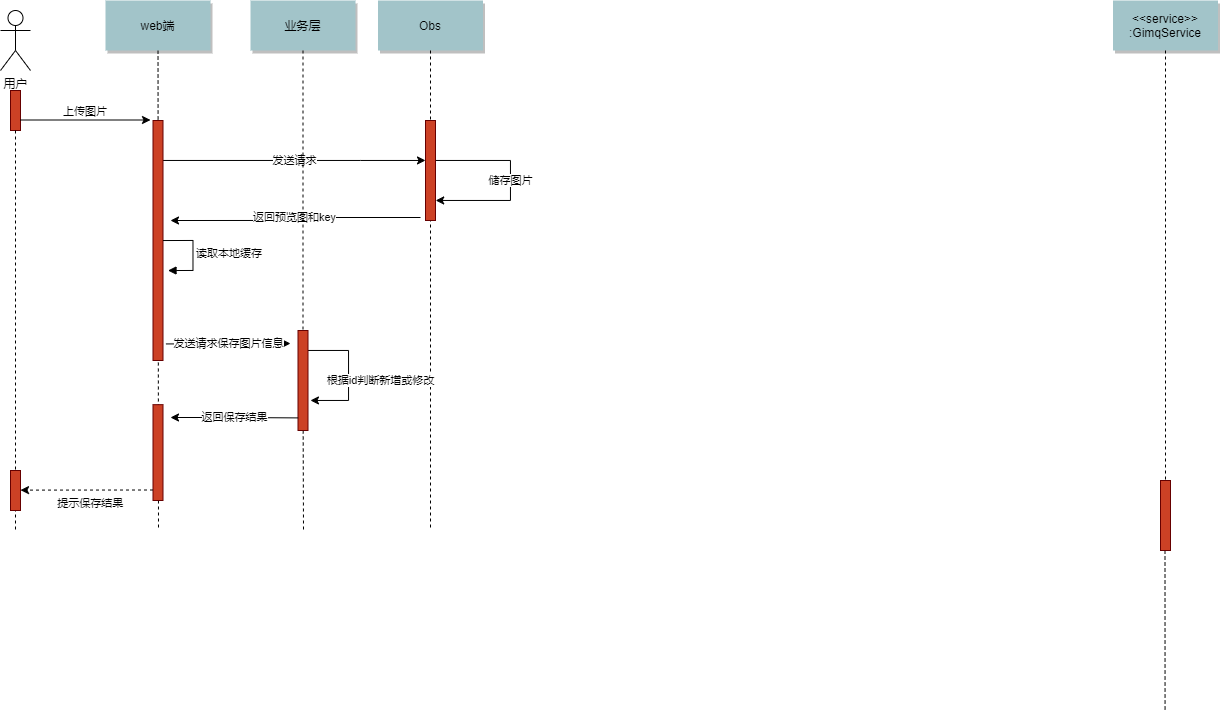 web端
业务层
Obs
<<service>>
:GimqService
用户
上传图片
发送请求
储存图片
返回预览图和key
读取本地缓存
发送请求保存图片信息
根据id判断新增或修改
返回保存结果
提示保存结果